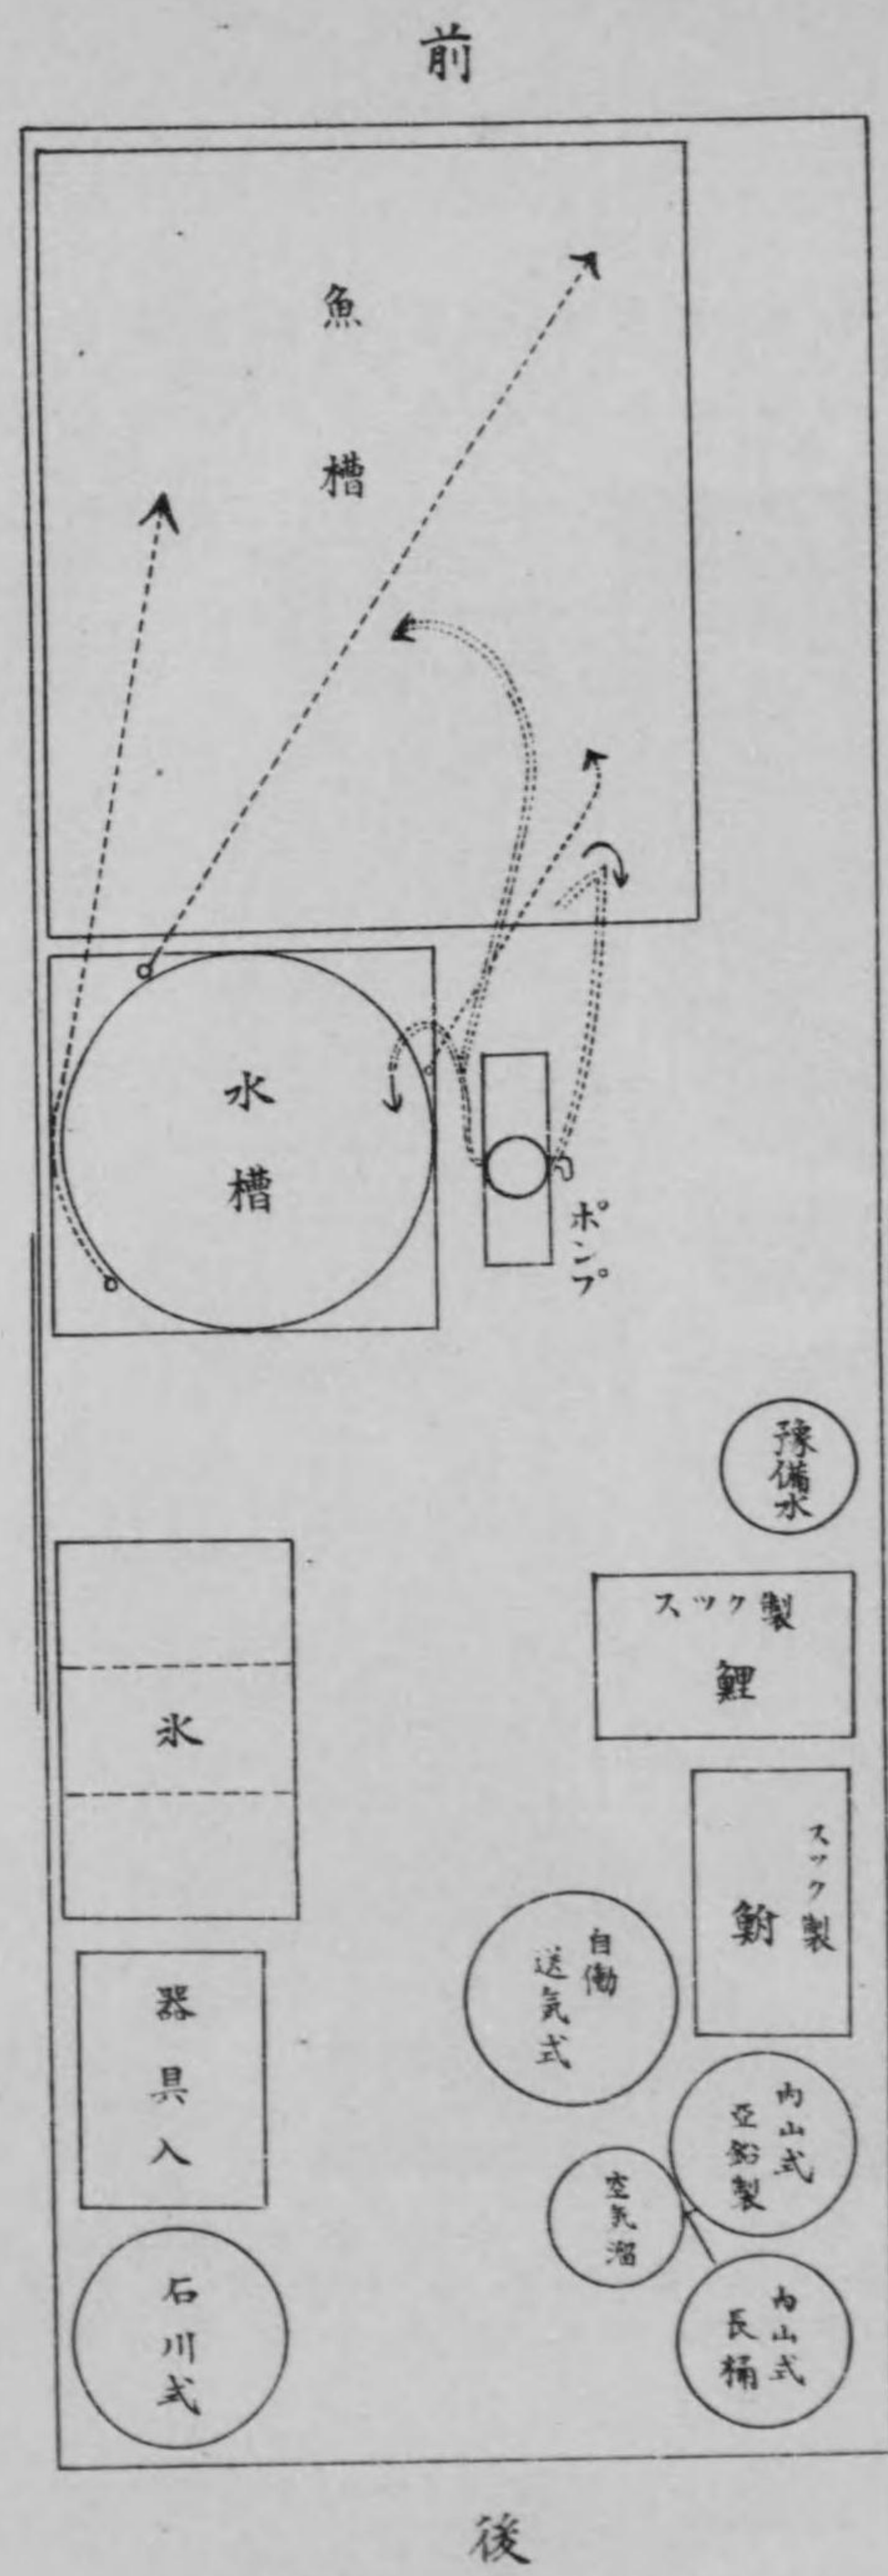 前
魚槽
水槽
ポンプ
豫備水
スック製
鯉
氷
スック製
鮒
器具入
自働
送気式
内山式
亞鉛製
空気溜
石川式
内山式
長桶
後